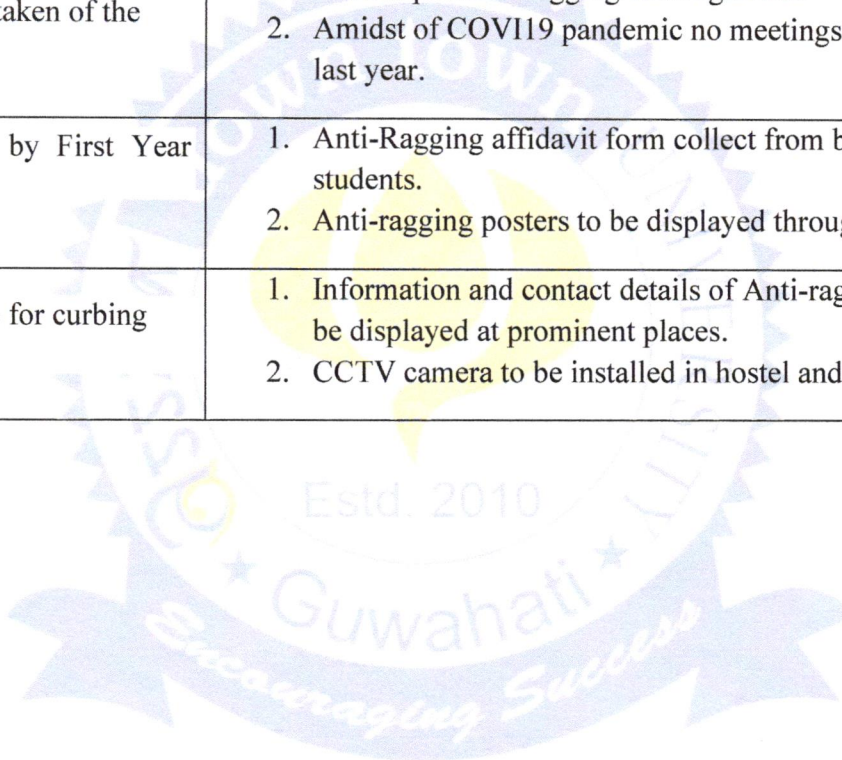 taken of the
2. Amidst of COVI19 pandemic no meetings
last year.
by First Year
1. Anti-Ragging affidavit form collect from b
students.
2. Anti-ragging posters to be displayed throu
for curbing
1. Information and contact details of Anti-rag
be displayed at prominent places.
2. CCTV camera to be installed in hostel and
Down Town UNIVERSITY
Estd. 2010
Guwahati
Encouraging Success